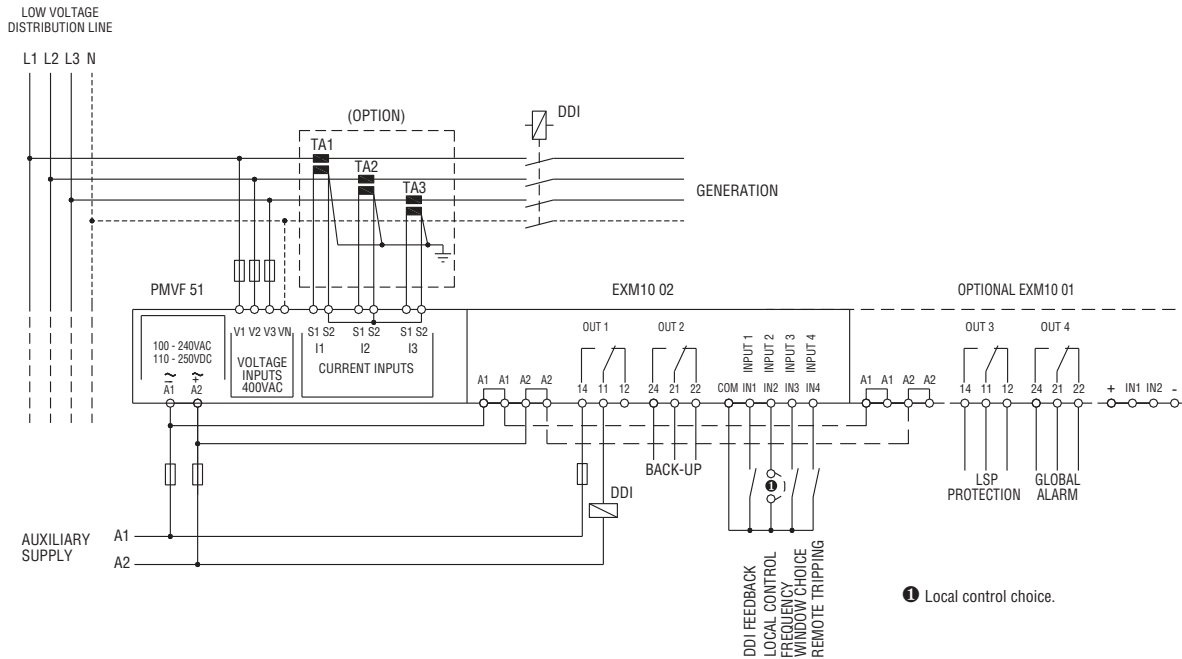 LOW VOLTAGE
DISTRIBUTION LINE
L1 L2 L3 N
(OPTION)
DDI
TA1
TA2
TA3
GENERATION
PMVF 51
EXM10 02
OPTIONAL EXM10 01
100 - 240VAC
110 - 250VDC
A1 A2
V1 V2 V3 VN
VOLTAGE
INPUTS
400VAC
S1 S2 S1 S2 S1 S2
I1 I2 I3
CURRENT INPUTS
A1 A1 A2 A2
OUT 1
14 11 12
OUT 2
24 21 22
INPUT 1
INPUT 2
INPUT 3
INPUT 4
COM IN1 IN2 IN3 IN4
A1 A1 A2 A2
OUT 3
14 11 12
OUT 4
24 21 22
+ IN1 IN2 -
BACK-UP
❶
LSP
PROTECTION
GLOBAL
ALARM
DDI
AUXILIARY
SUPPLY
A1
A2
DDI FEEDBACK
LOCAL CONTROL
FREQUENCY
WINDOW CHOICE
REMOTE TRIPPING
❶ Local control choice.